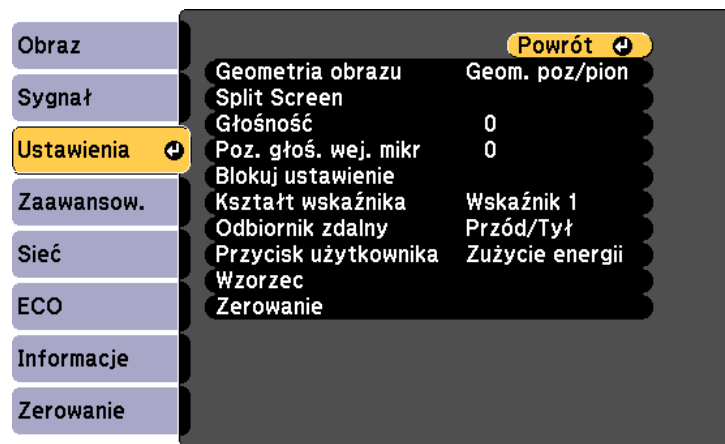 Obraz
Sygnał
Ustawienia
Zaawansow.
Sieć
ECO
Informacje
Zerowanie
Powrót
Geometria obrazu Geom. poz/pion
Split Screen
Głośność 0
Poz. głoś. wej. mikr 0
Blokuj ustawienie
Kształt wskaźnika Wskaźnik 1
Odbiornik zdalny Przód/Tył
Przycisk użytkownika Zużycie energii
Wzorzec
Zerowanie